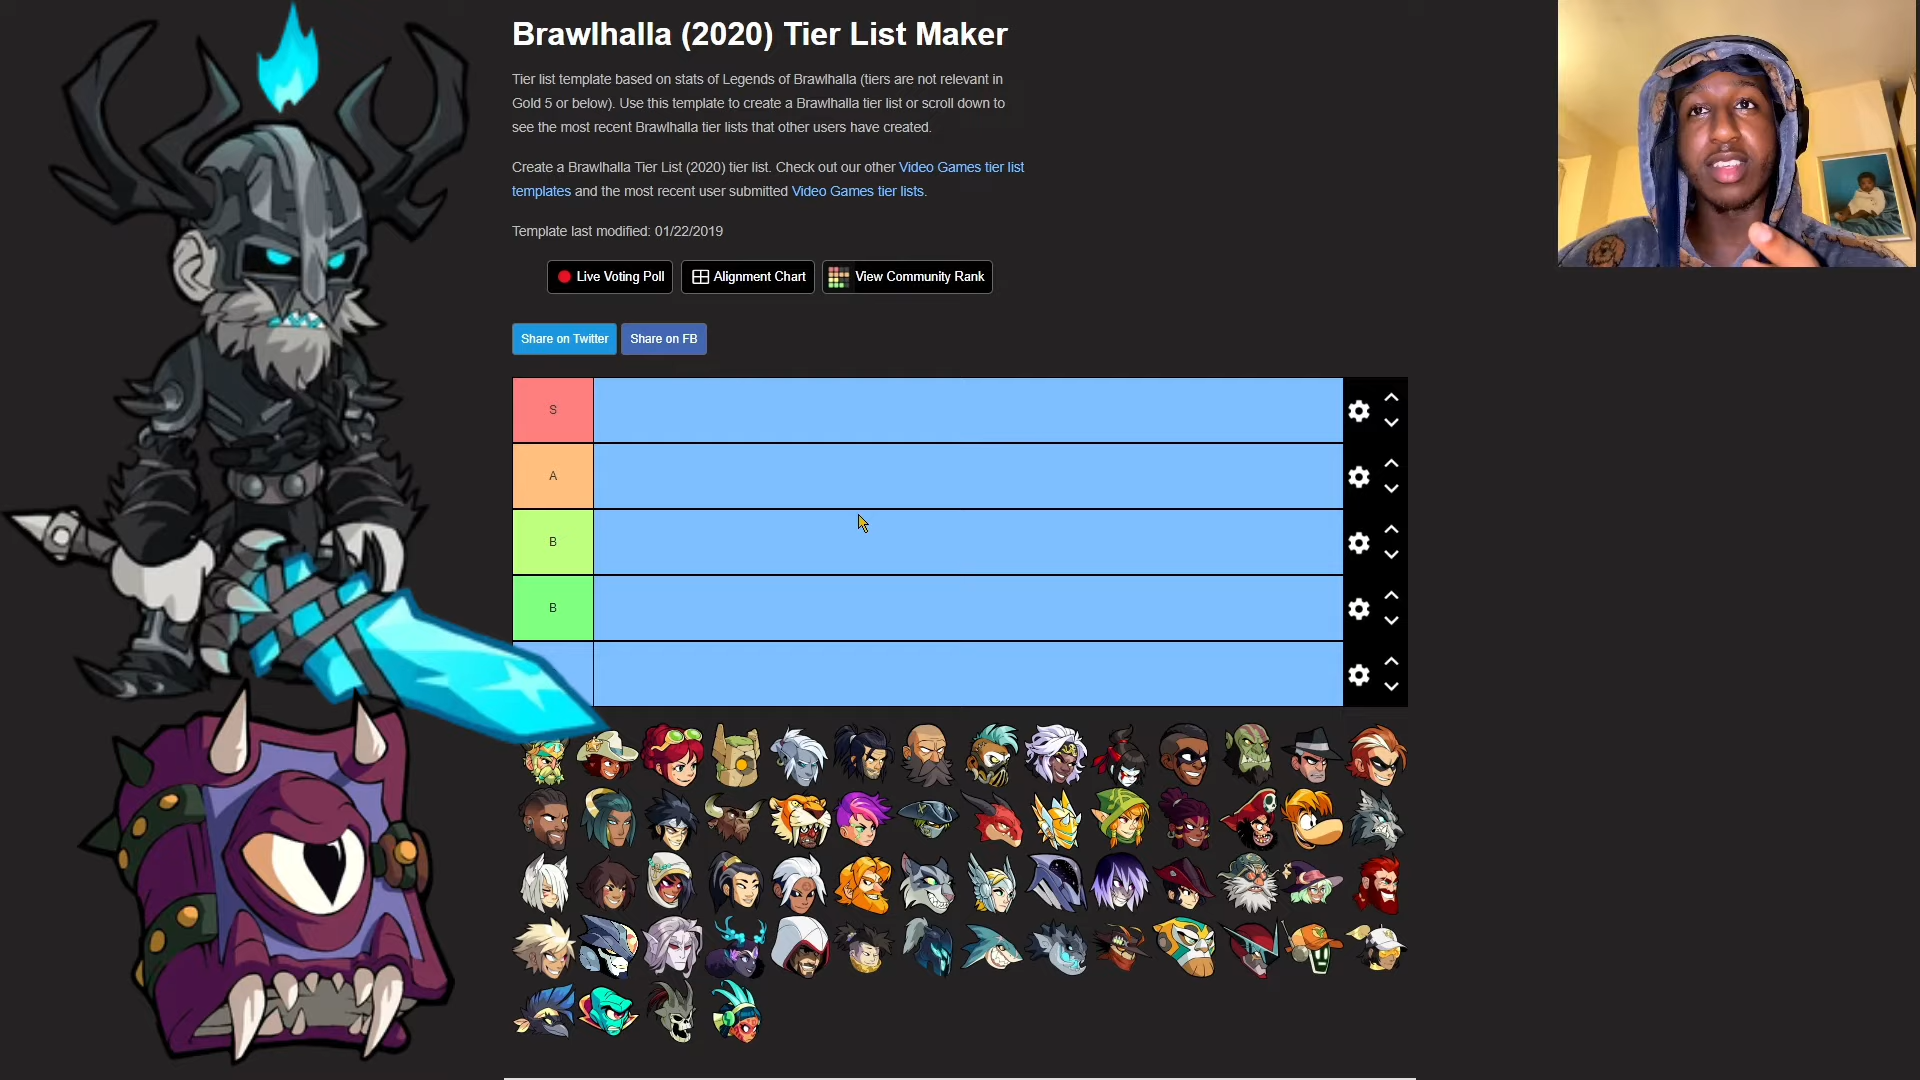 Brawlhalla (2020) Tier List Maker
Tier list template based on stats of Legends of Brawlhalla (tiers are not relevant in
Gold 5 or below). Use this template to create a Brawlhalla tier list or scroll down to
see the most recent Brawlhalla tier lists that other users have created.
Create a Brawlhalla Tier List (2020) tier list. Check out our other Video Games tier list
templates and the most recent user submitted Video Games tier lists.
Template last modified: 01/22/2019
Live Voting Poll
Alignment Chart
View Community Rank
Share on Twitter
Share on FB
S
A
B
B